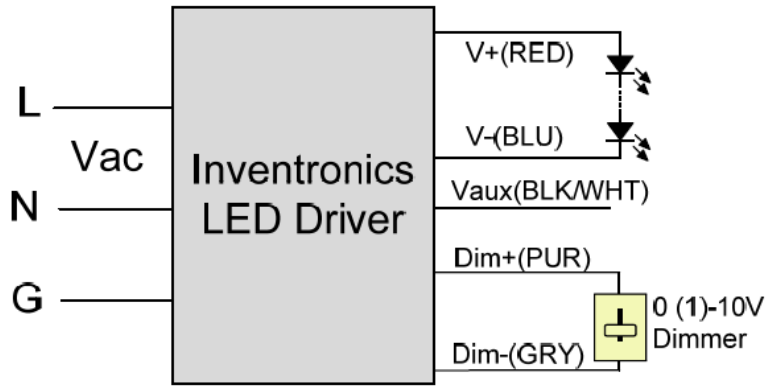 L
Vac
N
G
Inventronics
LED Driver
V+(RED)
V-(BLU)
Vaux(BLK/WHT)
Dim+(PUR)
Dim-(GRY)
0 (1)-10V
Dimmer